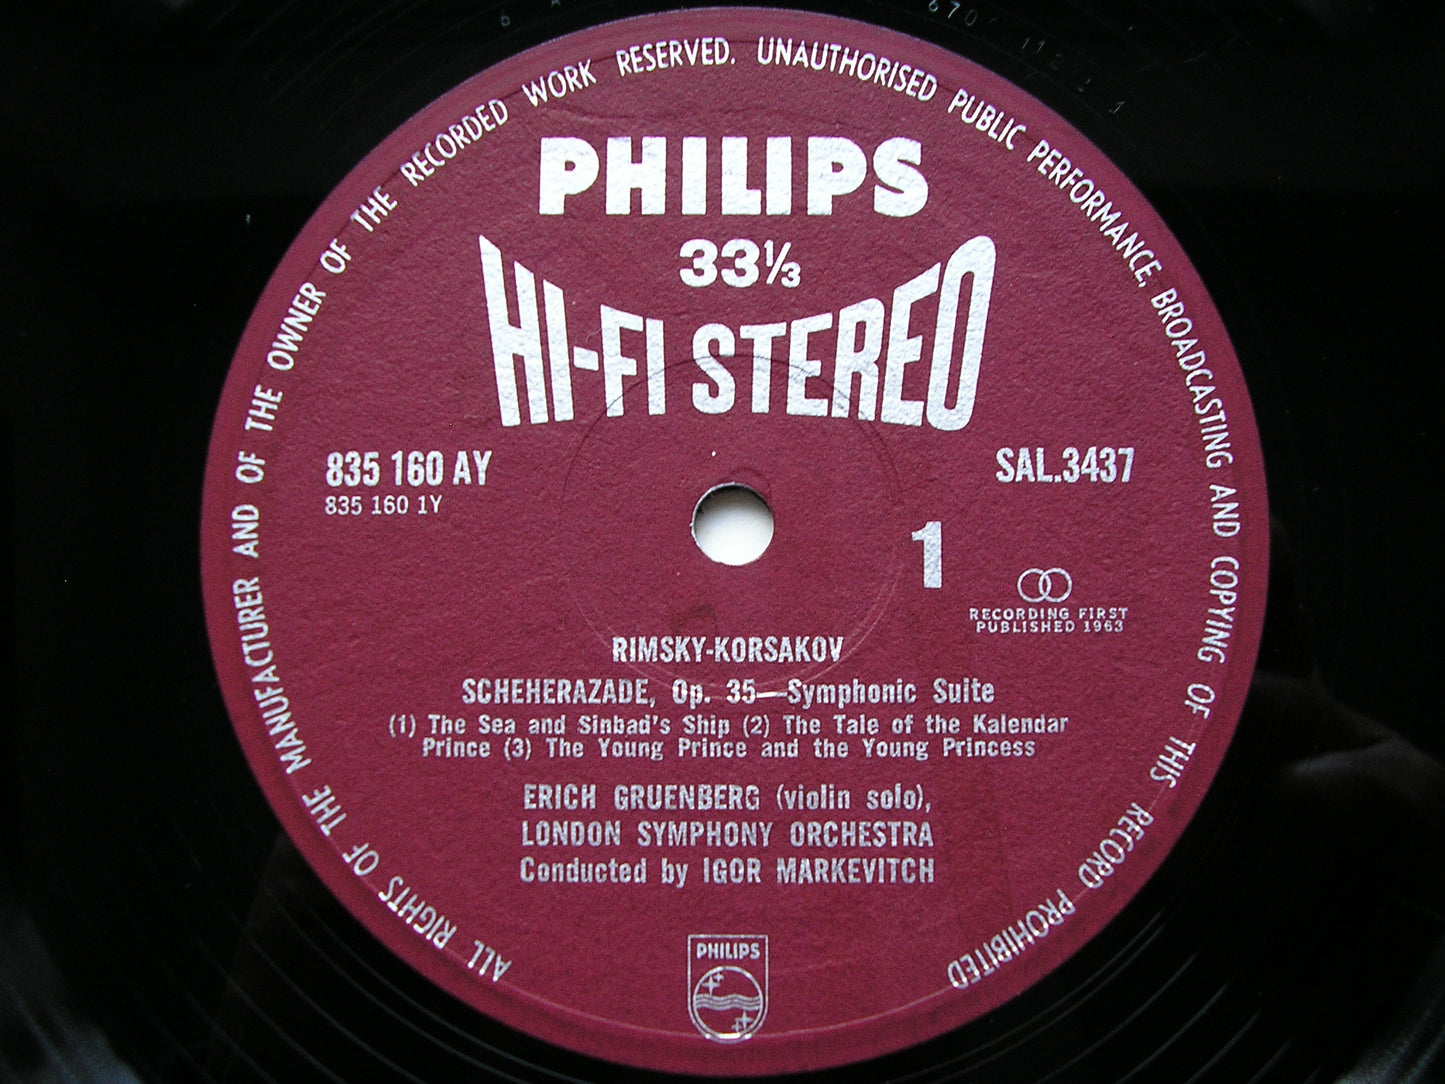 ALL RIGHTS OF THE MANUFACTURER AND OF THE OWNER OF THE RECORDED WORK RESERVED. UNAUTHORISED PUBLIC PERFORMANCE, BROADCASTING AND COPYING OF THIS RECORD PROHIBITED
PHILIPS
33⅓
HI-FI STEREO
835 160 AY
835 160 1Y
SAL.3437
1
RECORDING FIRST
PUBLISHED 1963
RIMSKY-KORSAKOV
SCHEHERAZADE, Op. 35—Symphonic Suite
(1) The Sea and Sinbad's Ship (2) The Tale of the Kalendar
Prince (3) The Young Prince and the Young Princess
ERICH GRUENBERG (violin solo),
LONDON SYMPHONY ORCHESTRA
Conducted by IGOR MARKEVITCH
PHILIPS